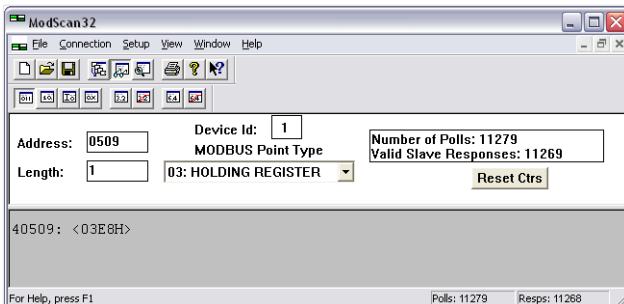 ModScan32
File Connection Setup View Window Help
Address: 0509
Device Id: 1
MODBUS Point Type
Length: 1
03: HOLDING REGISTER
Number of Polls: 11279
Valid Slave Responses: 11269
Reset Ctrs
40509: <03E8H>
For Help, press F1
Polls: 11279
Resps: 11268